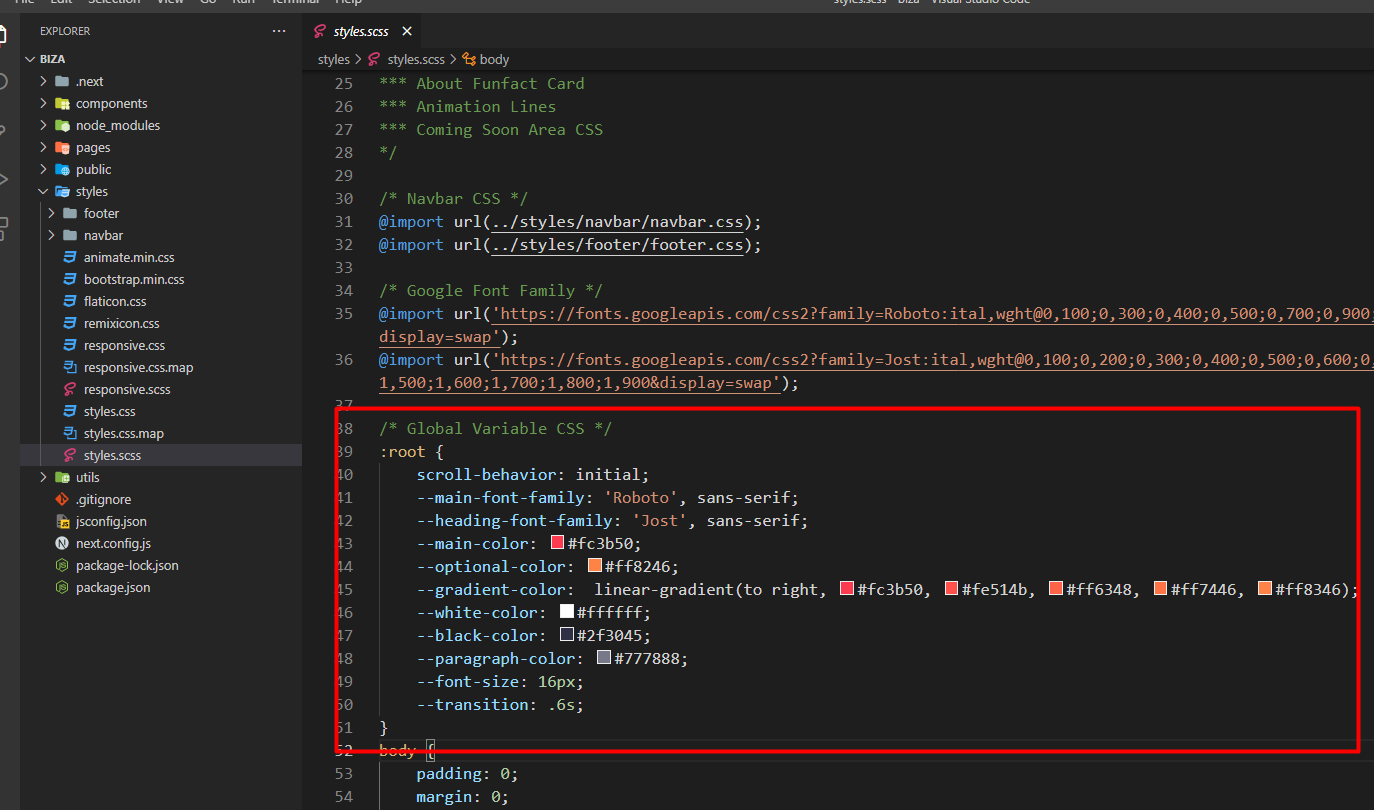 File Edit Selection View Go Run Terminal Help
styles.scss - biza - Visual Studio Code
EXPLORER
BIZA
.next
components
node_modules
pages
public
styles
footer
navbar
animate.min.css
bootstrap.min.css
flaticon.css
remixicon.css
responsive.css
responsive.css.map
responsive.scss
styles.css
styles.css.map
styles.scss
utils
.gitignore
jsconfig.json
next.config.js
package-lock.json
package.json
styles.scss
styles > styles.scss > body
25 *** About Funfact Card
26 *** Animation Lines
27 *** Coming Soon Area CSS
28 */
29
30 /* Navbar CSS */
31 @import url(../styles/navbar/navbar.css);
32 @import url(../styles/footer/footer.css);
33
34 /* Google Font Family */
35 @import url('https://fonts.googleapis.com/css2?family=Roboto:ital,wght@0,100;0,300;0,400;0,500;0,700;0,900;
display=swap');
36 @import url('https://fonts.googleapis.com/css2?family=Jost:ital,wght@0,100;0,200;0,300;0,400;0,500;0,600;0,
1,500;1,600;1,700;1,800;1,900&display=swap');
37
38 /* Global Variable CSS */
39 :root {
40 scroll-behavior: initial;
41 --main-font-family: 'Roboto', sans-serif;
42 --heading-font-family: 'Jost', sans-serif;
43 --main-color: #fc3b50;
44 --optional-color: #ff8246;
45 --gradient-color: linear-gradient(to right, #fc3b50, #fe514b, #ff6348, #ff7446, #ff8346);
46 --white-color: #ffffff;
47 --black-color: #2f3045;
48 --paragraph-color: #777888;
49 --font-size: 16px;
50 --transition: .6s;
51 }
52 body {
53 padding: 0;
54 margin: 0;